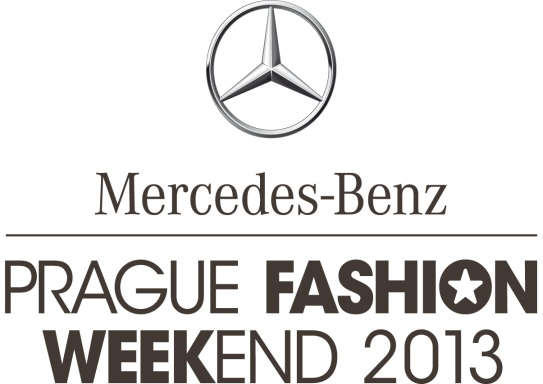 Mercedes-Benz
PRAGUE FASHION
WEEKEND 2013